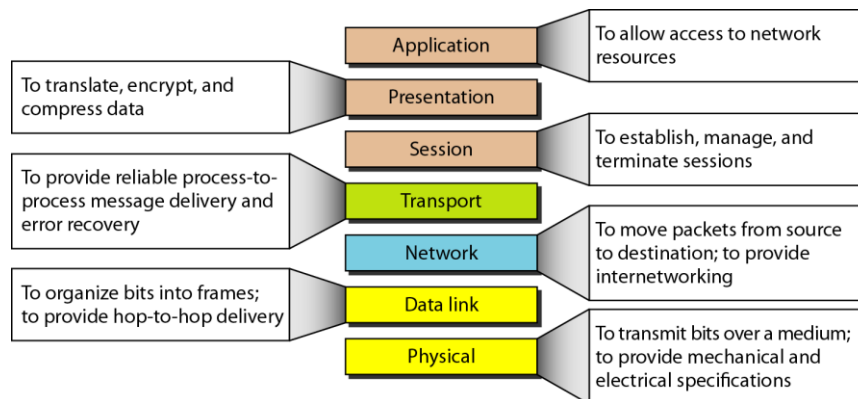 Application
To allow access to network
resources
To translate, encrypt, and
compress data
Presentation
Session
To establish, manage, and
terminate sessions
To provide reliable process-to-
process message delivery and
error recovery
Transport
Network
To move packets from source
to destination; to provide
internetworking
To organize bits into frames;
to provide hop-to-hop delivery
Data link
Physical
To transmit bits over a medium;
to provide mechanical and
electrical specifications